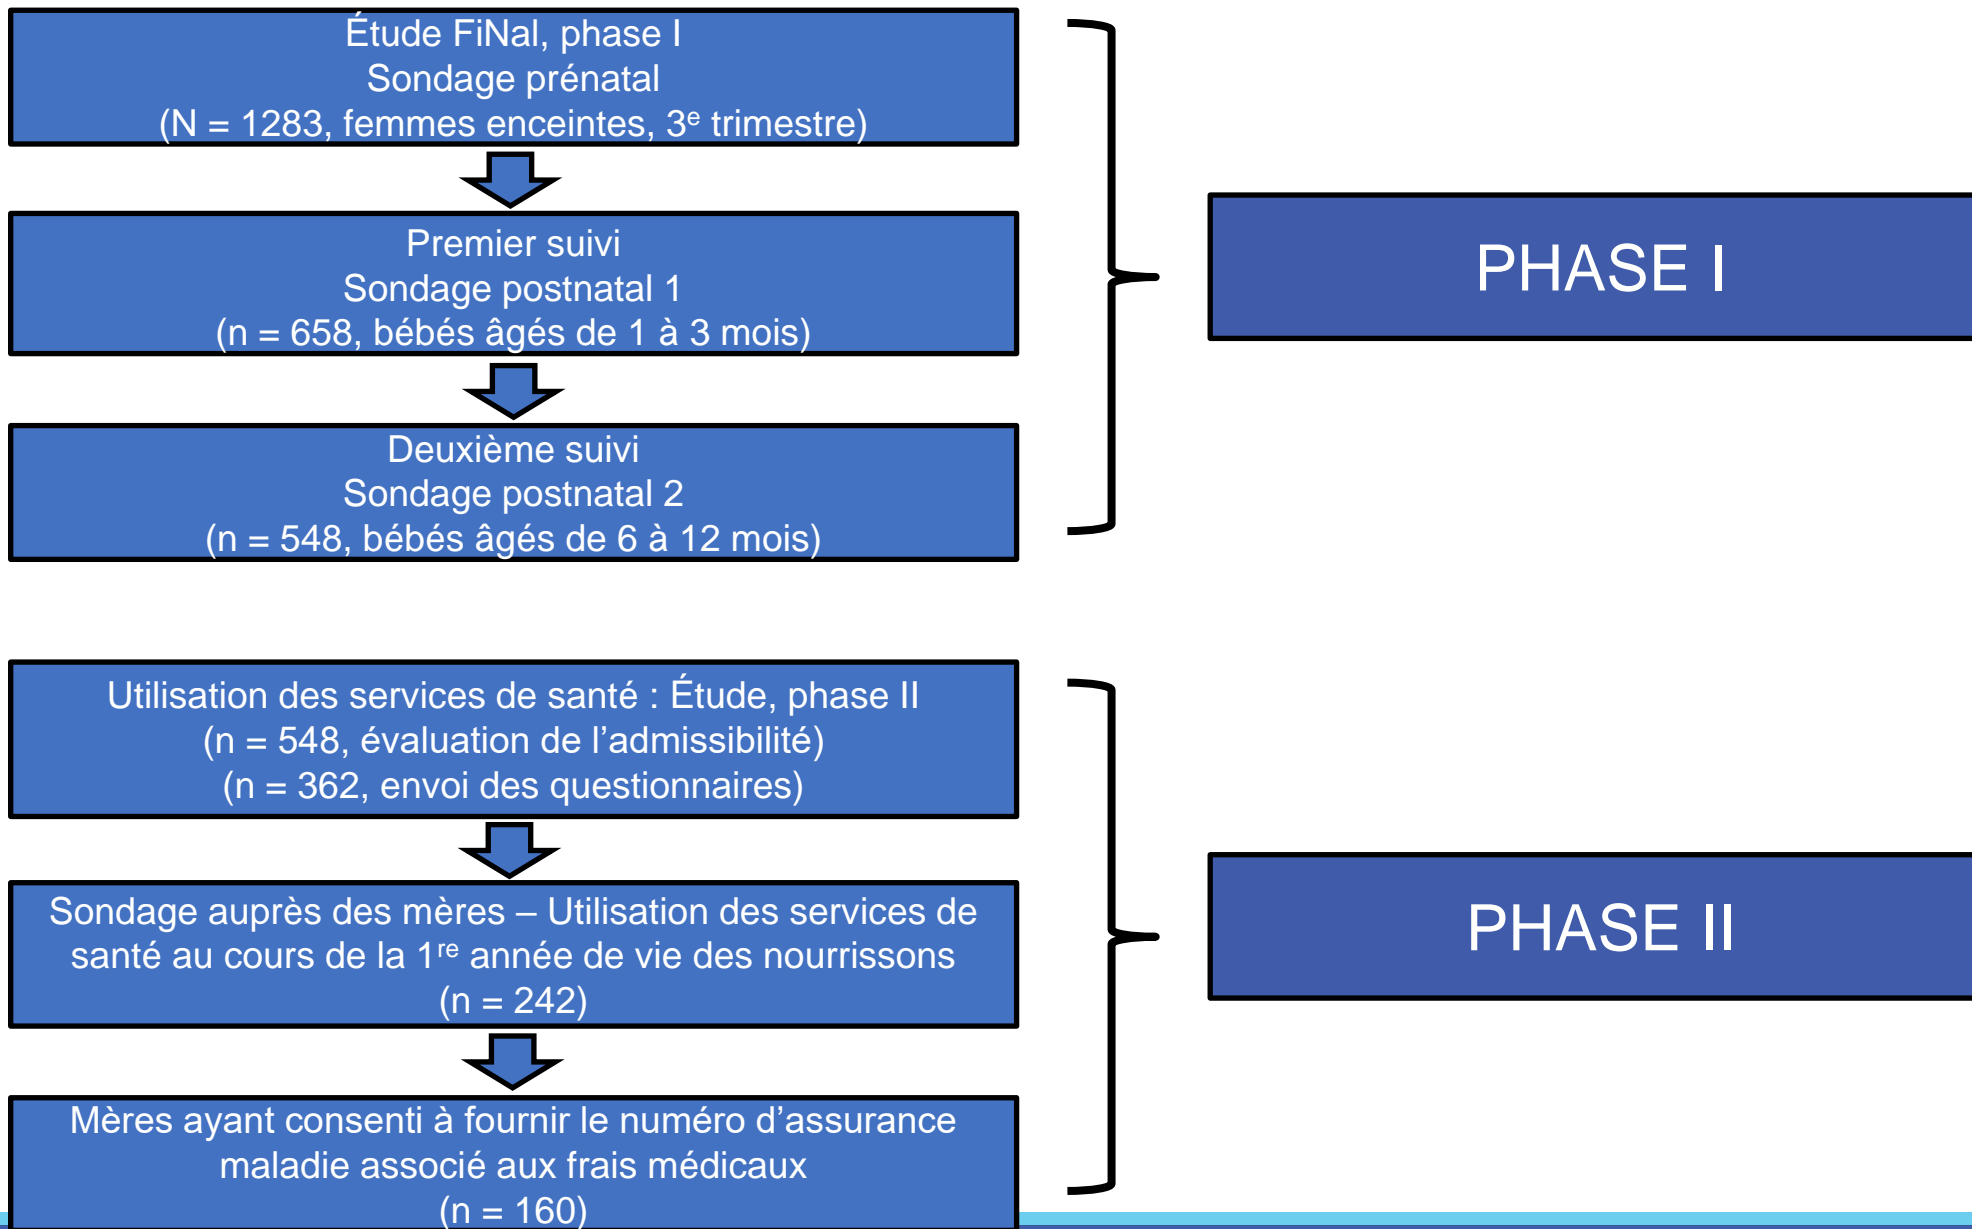 Étude FiNal, phase I
Sondage prénatal
(N = 1283, femmes enceintes, 3e trimestre)
Premier suivi
Sondage postnatal 1
(n = 658, bébés âgés de 1 à 3 mois)
Deuxième suivi
Sondage postnatal 2
(n = 548, bébés âgés de 6 à 12 mois)
PHASE I
Utilisation des services de santé : Étude, phase II
(n = 548, évaluation de l’admissibilité)
(n = 362, envoi des questionnaires)
Sondage auprès des mères – Utilisation des services de
santé au cours de la 1re année de vie des nourrissons
(n = 242)
Mères ayant consenti à fournir le numéro d’assurance
maladie associé aux frais médicaux
(n = 160)
PHASE II